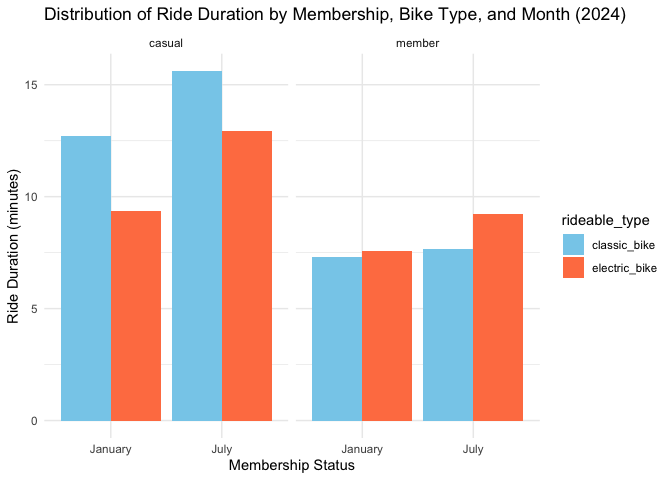 Distribution of Ride Duration by Membership, Bike Type, and Month (2024)
casual
member
Ride Duration (minutes)
15
10
5
0
January
July
January
July
Membership Status
rideable_type
classic_bike
electric_bike